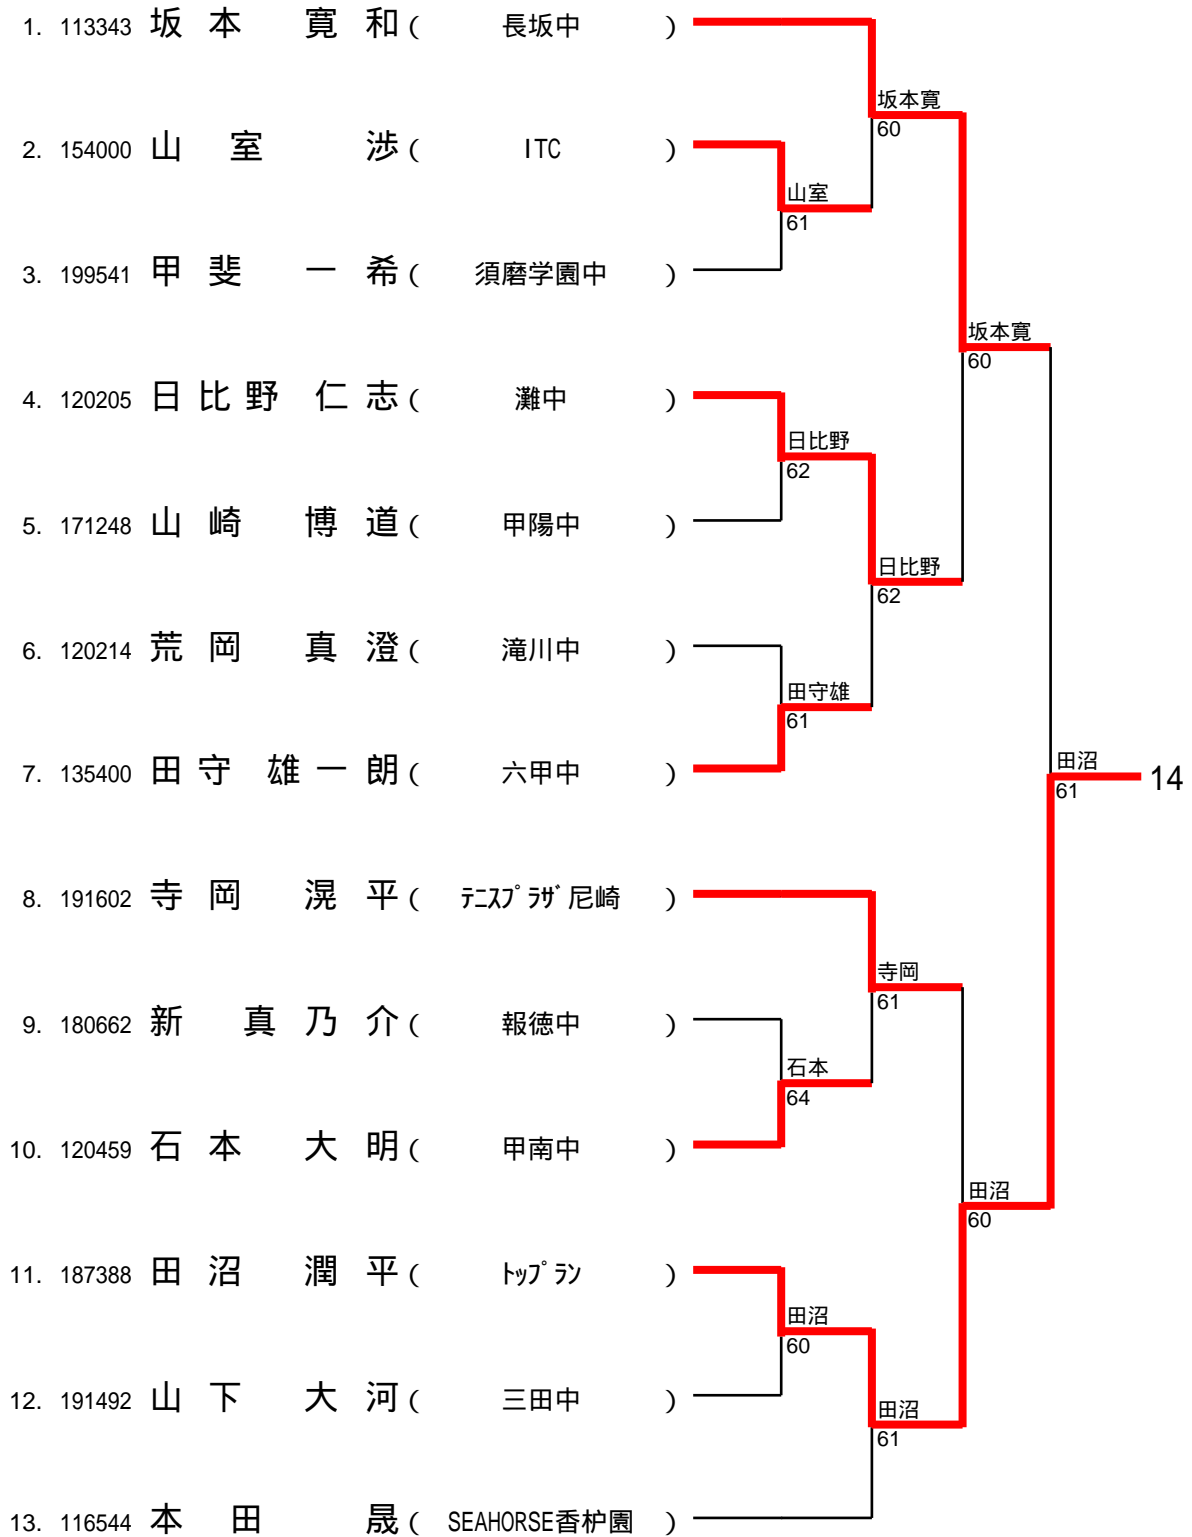 1. 113343 坂本 寛和 ( 長坂中 )
坂本寛
60
2. 154000 山室 渉 ( ITC )
山室
61
3. 199541 甲斐 一希 ( 須磨学園中 )
坂本寛
60
4. 120205 日比野 仁志 ( 灘中 )
日比野
62
5. 171248 山崎 博道 ( 甲陽中 )
日比野
62
6. 120214 荒岡 真澄 ( 滝川中 )
田守雄
61
7. 135400 田守 雄一朗 ( 六甲中 )
田沼
61
14
8. 191602 寺岡 滉平 ( テニスプラザ尼崎 )
寺岡
61
9. 180662 新 真乃介 ( 報徳中 )
石本
64
10. 120459 石本 大明 ( 甲南中 )
田沼
60
11. 187388 田沼 潤平 ( トップラン )
田沼
60
12. 191492 山下 大河 ( 三田中 )
田沼
61
13. 116544 本田 晟 ( SEAHORSE香枦園 )